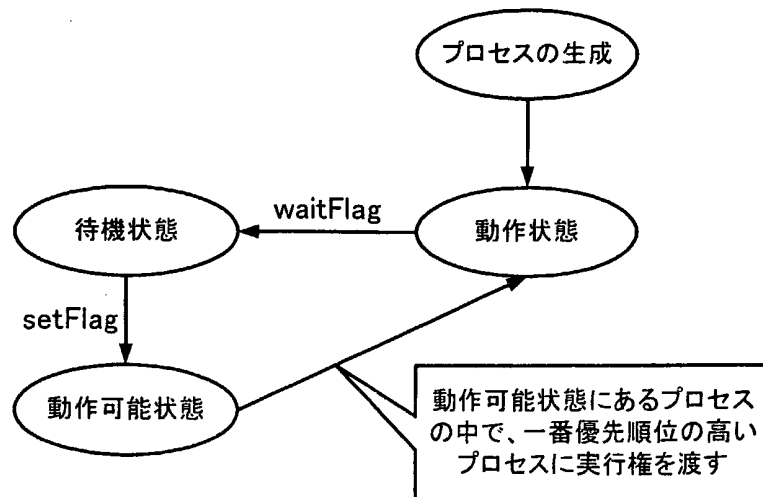 プロセスの生成
waitFlag
待機状態
動作状態
setFlag
動作可能状態
動作可能状態にあるプロセス
の中で、一番優先順位の高い
プロセスに実行権を渡す